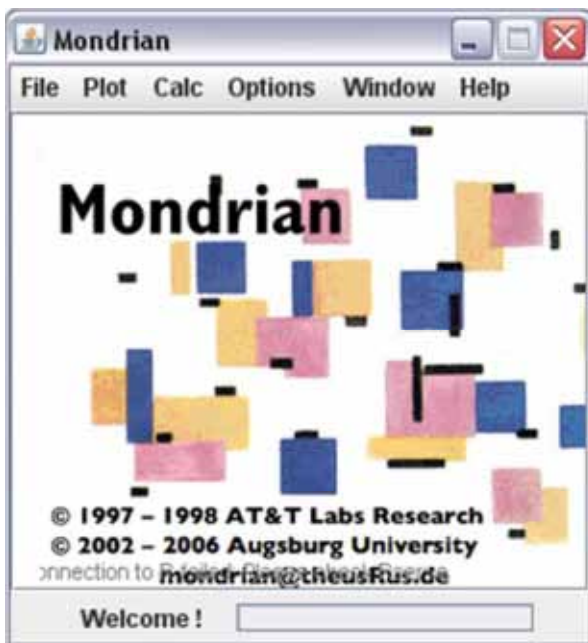 Mondrian
File Plot Calc Options Window Help
Mondrian
© 1997 – 1998 AT&T Labs Research
© 2002 – 2006 Augsburg University
onnection to R failed
mondrian@theusRus.de
Welcome !